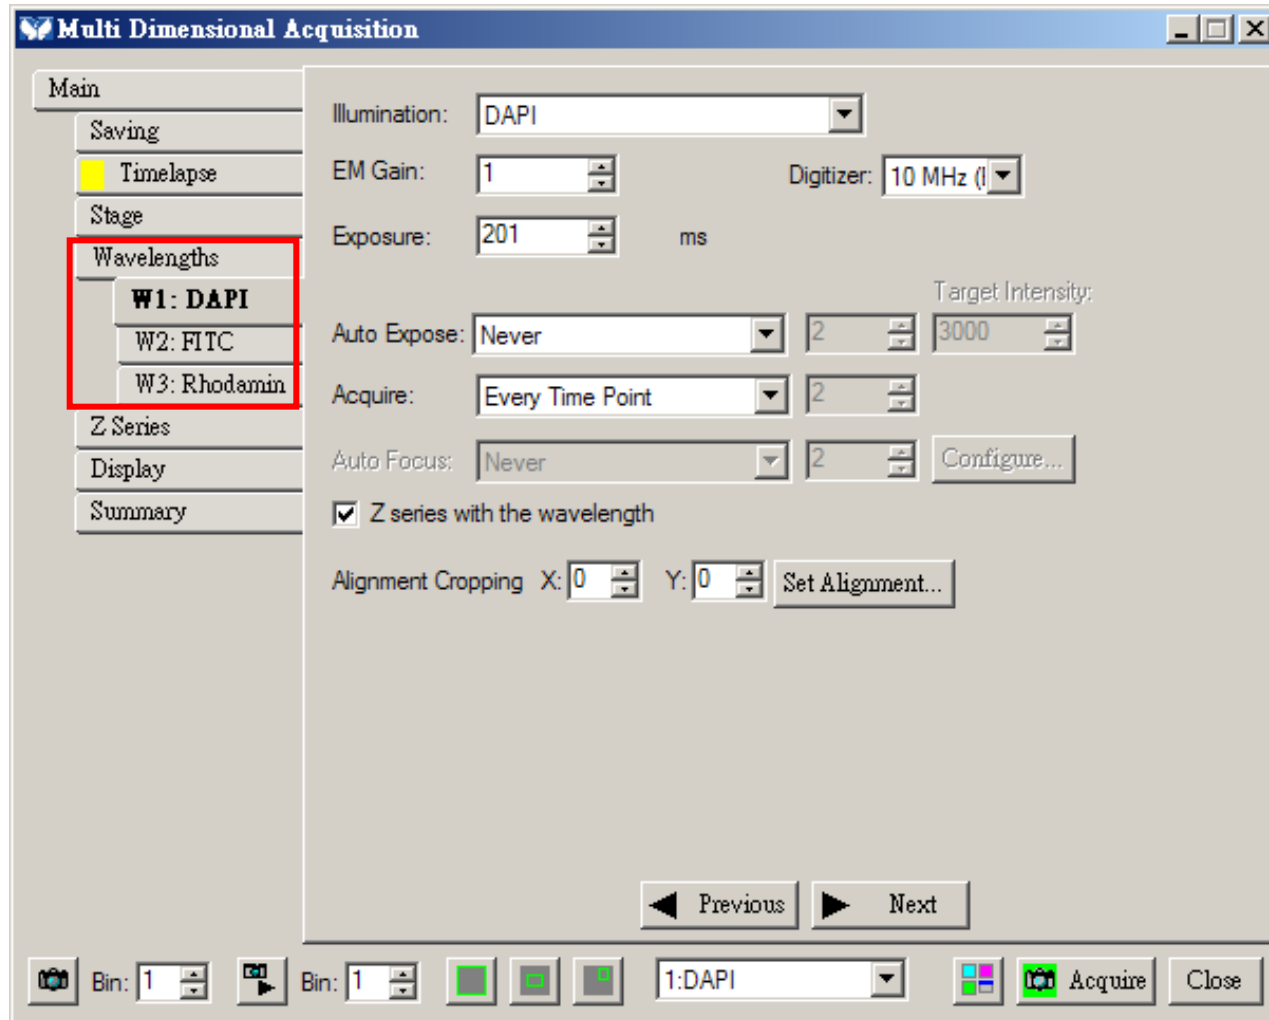 Multi Dimensional Acquisition
Main
Saving
Timelapse
Stage
Wavelengths
W1: DAPI
W2: FITC
W3: Rhodamin
Z Series
Display
Summary
Illumination: DAPI
EM Gain: 1 Digitizer: 10 MHz (
Exposure: 201 ms
Target Intensity:
Auto Expose: Never 2 3000
Acquire: Every Time Point 2
Auto Focus: Never 2 Configure...
Z series with the wavelength
Alignment Cropping X: 0 Y: 0 Set Alignment...
Previous Next
Bin: 1 Bin: 1 1:DAPI Acquire Close